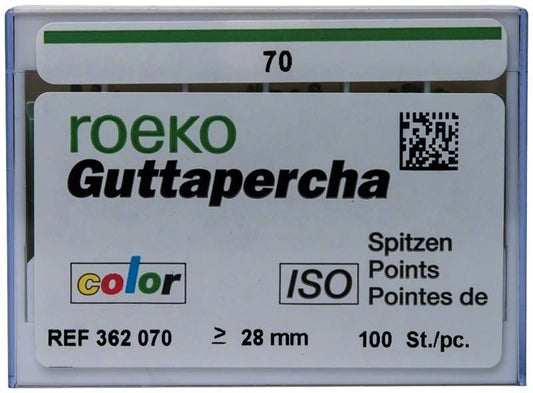 70
roeko
Guttapercha
color
ISO
Spitzen
Points
Pointes de
REF 362 070 ≥ 28 mm 100 St./pc.